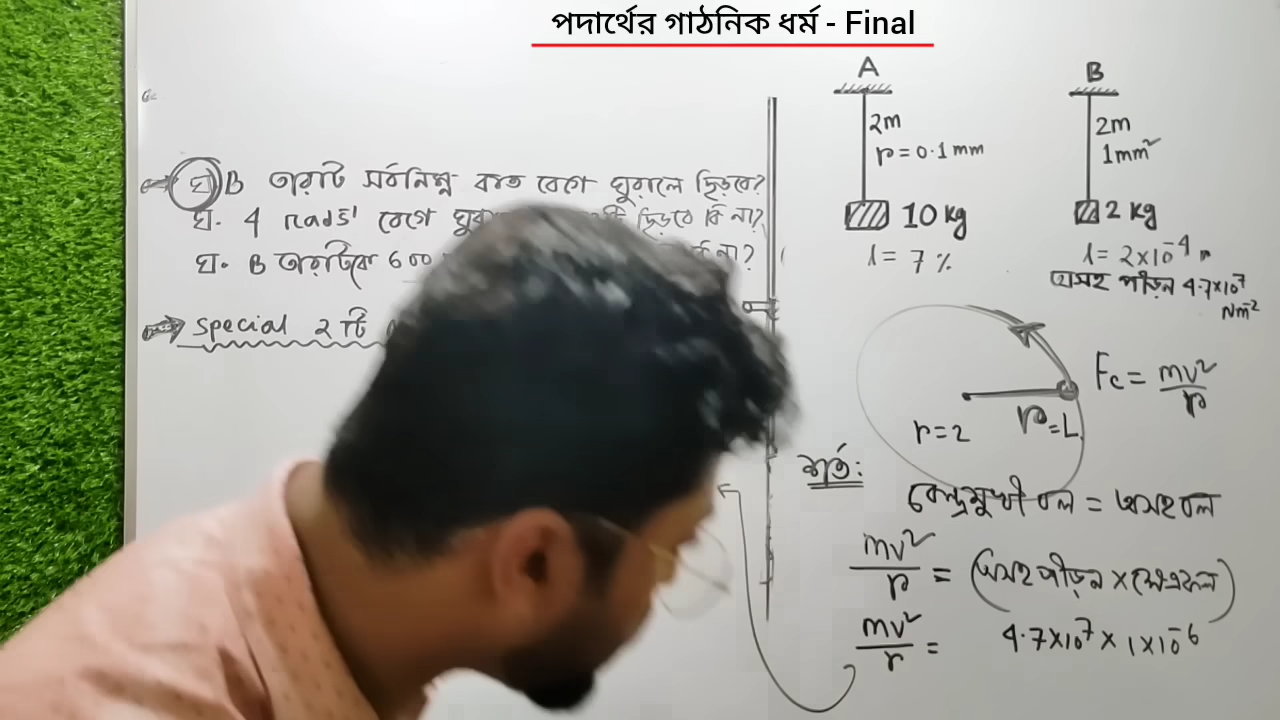 পদার্থের গাঠনিক ধর্ম - Final
ঘ B তারটি সর্বনিম্ন কত বেগে ঘুরালে ছি�ড়বে?
ঘ. 4 rads⁻¹ বেগে ছিড়বে কি না?
ঘ. B তারটিকে 600 না?
Special ২টি
A
2m
r = 0.1 mm
10 kg
l = 7 %
B
2m
1mm²
2 kg
l = 2×10⁻⁴ m
অসহ পীড়ন 4.7×10⁷
Nm⁻²
Fc = mv²/r
r = 2
r = L
শর্ত:
কেন্দ্রমুখী বল = অসহ বল
mv²/r = (অসহ পীড়ন × ক্ষেত্রফল)
mv²/r = 4.7×10⁷ × 1×10⁻⁶